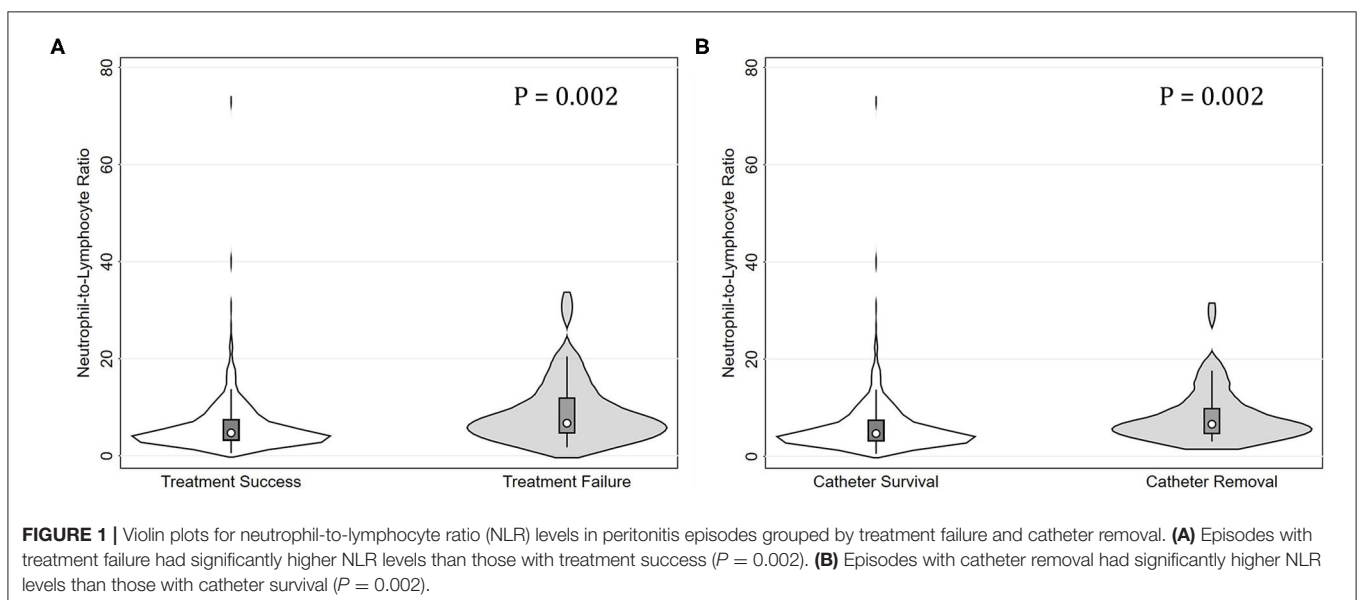 A
B
80
60
40
20
0
Neutrophil-to-Lymphocyte Ratio
P = 0.002
Treatment Success
Treatment Failure
80
60
40
20
0
Neutrophil-to-Lymphocyte Ratio
P = 0.002
Catheter Survival
Catheter Removal
FIGURE 1 | Violin plots for neutrophil-to-lymphocyte ratio (NLR) levels in peritonitis episodes grouped by treatment failure and catheter removal. (A) Episodes with
treatment failure had significantly higher NLR levels than those with treatment success (P = 0.002). (B) Episodes with catheter removal had significantly higher NLR
levels than those with catheter survival (P = 0.002).